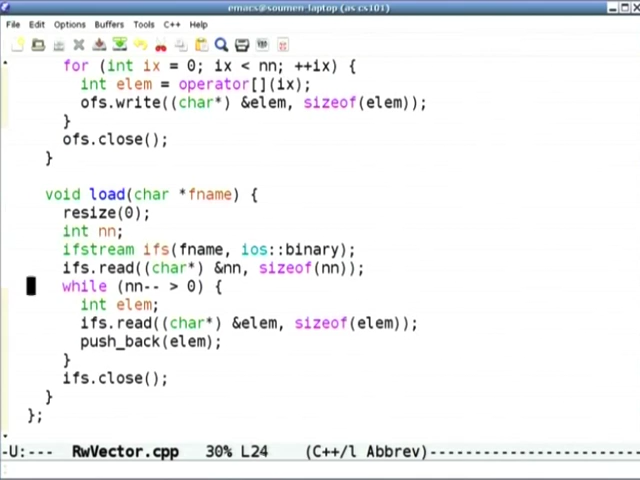 emacs@soumen-laptop (as cs101)
File Edit Options Buffers Tools C++ Help
for (int ix = 0; ix < nn; ++ix) {
int elem = operator[](ix);
ofs.write((char*) &elem, sizeof(elem));
}
ofs.close();
}
void load(char *fname) {
resize(0);
int nn;
ifstream ifs(fname, ios::binary);
ifs.read((char*) &nn, sizeof(nn));
while (nn-- > 0) {
int elem;
ifs.read((char*) &elem, sizeof(elem));
push_back(elem);
}
ifs.close();
}
};
-U:--- RwVector.cpp 30% L24 (C++/l Abbrev)------------------------